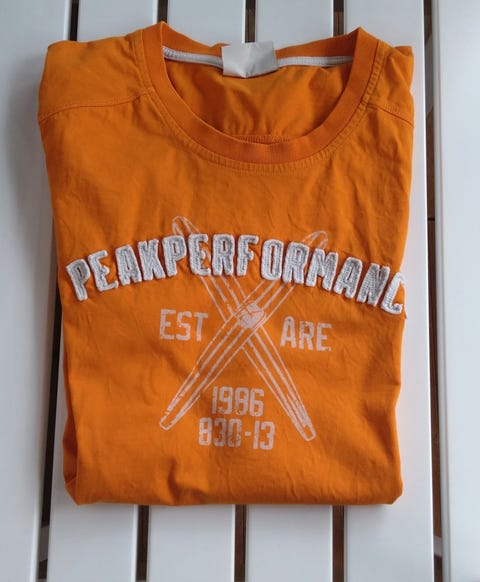 PEAKPERFORMANC
EST ARE
1986
830-13